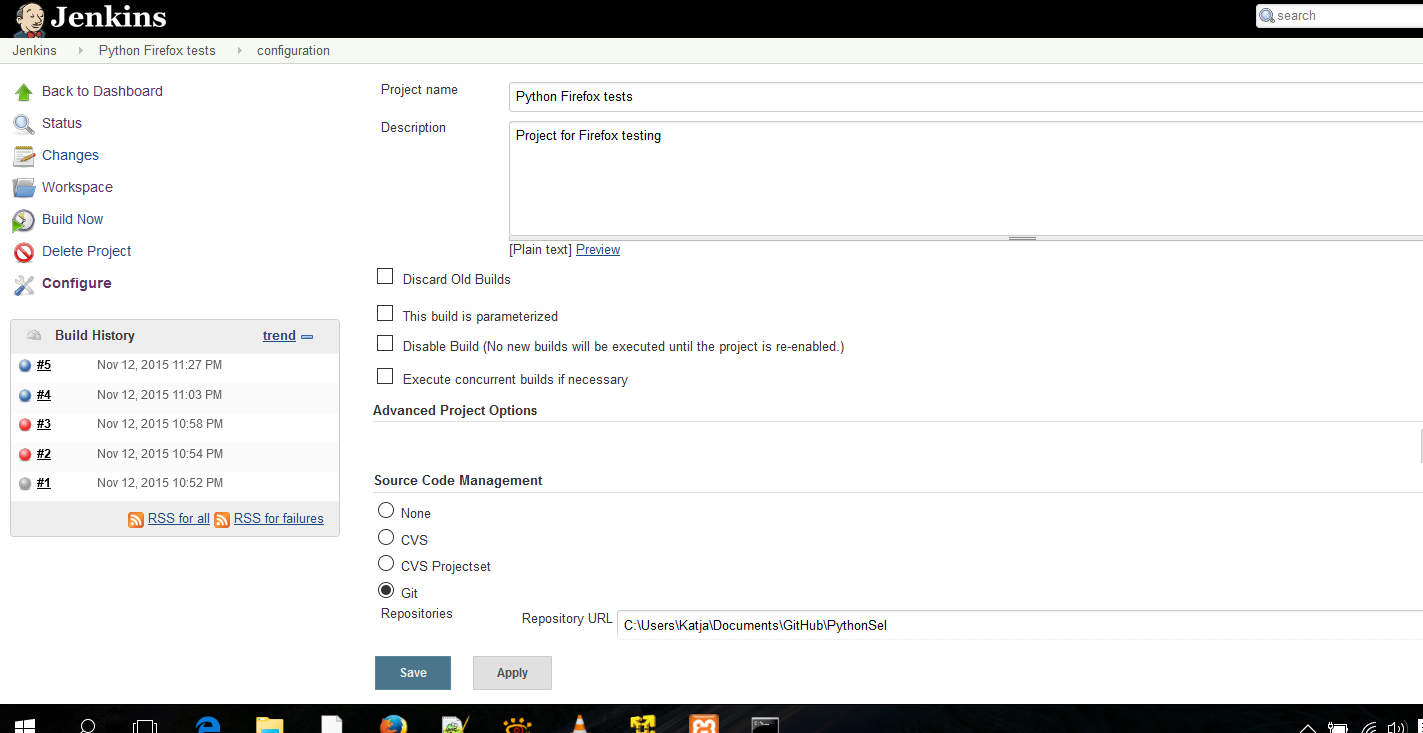 Jenkins
search
Jenkins Python Firefox tests configuration
Back to Dashboard
Status
Changes
Workspace
Build Now
Delete Project
Configure
Build History trend
#5 Nov 12, 2015 11:27 PM
#4 Nov 12, 2015 11:03 PM
#3 Nov 12, 2015 10:58 PM
#2 Nov 12, 2015 10:54 PM
#1 Nov 12, 2015 10:52 PM
RSS for all RSS for failures
Project name Python Firefox tests
Description Project for Firefox testing
[Plain text] Preview
Discard Old Builds
This build is parameterized
Disable Build (No new builds will be executed until the project is re-enabled.)
Execute concurrent builds if necessary
Advanced Project Options
Source Code Management
None
CVS
CVS Projectset
Git
Repositories Repository URL C:\Users\Katja\Documents\GitHub\PythonSel
Save Apply